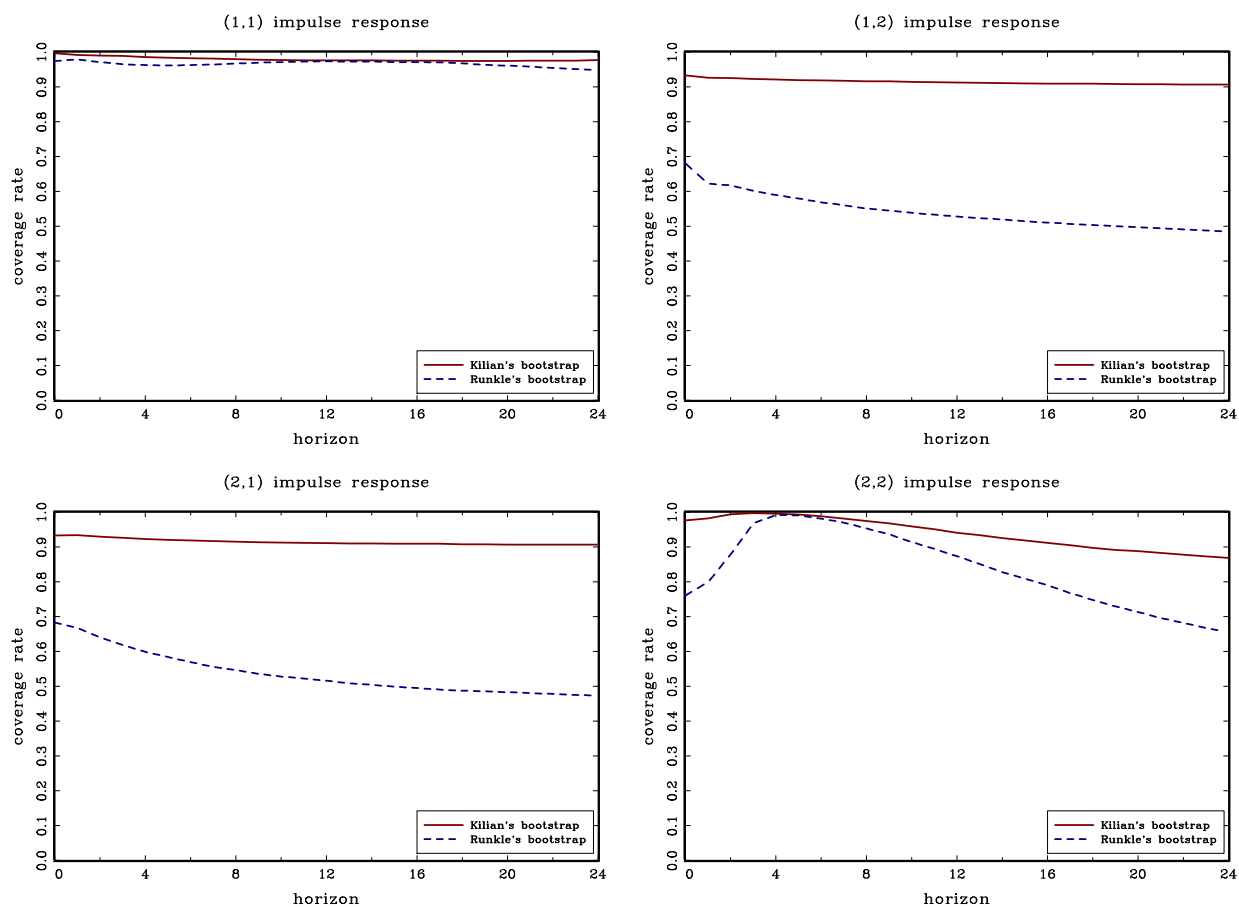 (1,1) impulse response
coverage rate
0.0 0.1 0.2 0.3 0.4 0.5 0.6 0.7 0.8 0.9 1.0
Kilian's bootstrap
Runkle's bootstrap
0 4 8 12 16 20 24
horizon
(1,2) impulse response
coverage rate
0.0 0.1 0.2 0.3 0.4 0.5 0.6 0.7 0.8 0.9 1.0
Kilian's bootstrap
Runkle's bootstrap
0 4 8 12 16 20 24
horizon
(2,1) impulse response
coverage rate
0.0 0.1 0.2 0.3 0.4 0.5 0.6 0.7 0.8 0.9 1.0
Kilian's bootstrap
Runkle's bootstrap
0 4 8 12 16 20 24
horizon
(2,2) impulse response
coverage rate
0.0 0.1 0.2 0.3 0.4 0.5 0.6 0.7 0.8 0.9 1.0
Kilian's bootstrap
Runkle's bootstrap
0 4 8 12 16 20 24
horizon